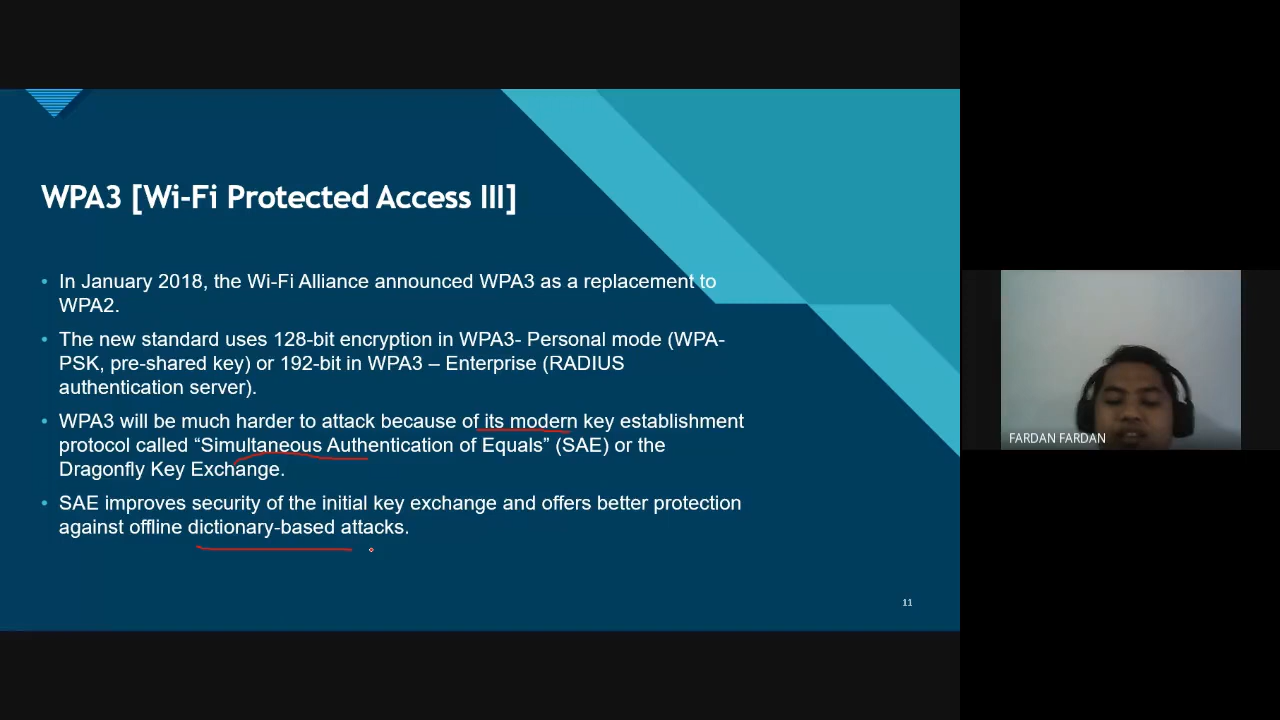 WPA3 [Wi-Fi Protected Access III]
• In January 2018, the Wi-Fi Alliance announced WPA3 as a replacement to
WPA2.
• The new standard uses 128-bit encryption in WPA3- Personal mode (WPA-
PSK, pre-shared key) or 192-bit in WPA3 – Enterprise (RADIUS
authentication server).
• WPA3 will be much harder to attack because of its modern key establishment
protocol called “Simultaneous Authentication of Equals” (SAE) or the
Dragonfly Key Exchange.
• SAE improves security of the initial key exchange and offers better protection
against offline dictionary-based attacks.
11
FARDAN FARDAN